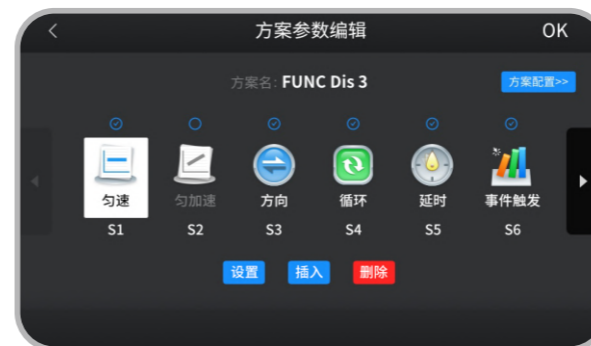 方案参数编辑 OK
方案名: FUNC Dis 3 方案配置>>
匀速 匀加速 方向 循环 延时 事件触发
S1 S2 S3 S4 S5 S6
设置 插入 删除